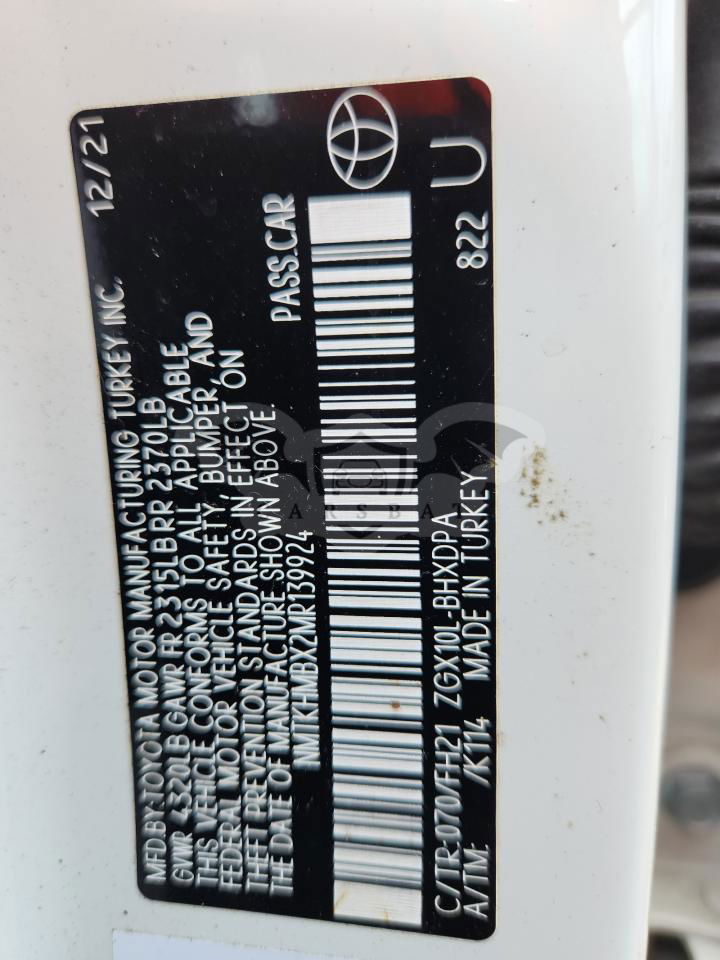 MFD.BY:TOYOTA MOTOR MANUFACTURING TURKEY INC. 12/21
GVWR 4320LB GAWR FR 2315LB RR 2370LB
THIS VEHICLE CONFORMS TO ALL APPLICABLE
FEDERAL MOTOR VEHICLE SAFETY, BUMPER, AND
THEFT PREVENTION STANDARDS IN EFFECT ON
THE DATE OF MANUFACTURE SHOWN ABOVE.
NMTKHMBX2MR139924 PASS.CAR
C/TR:070/FH21 ZGX10L-BHXDPA 822 U
A/TM: /K114 MADE IN TURKEY
CARSBAT